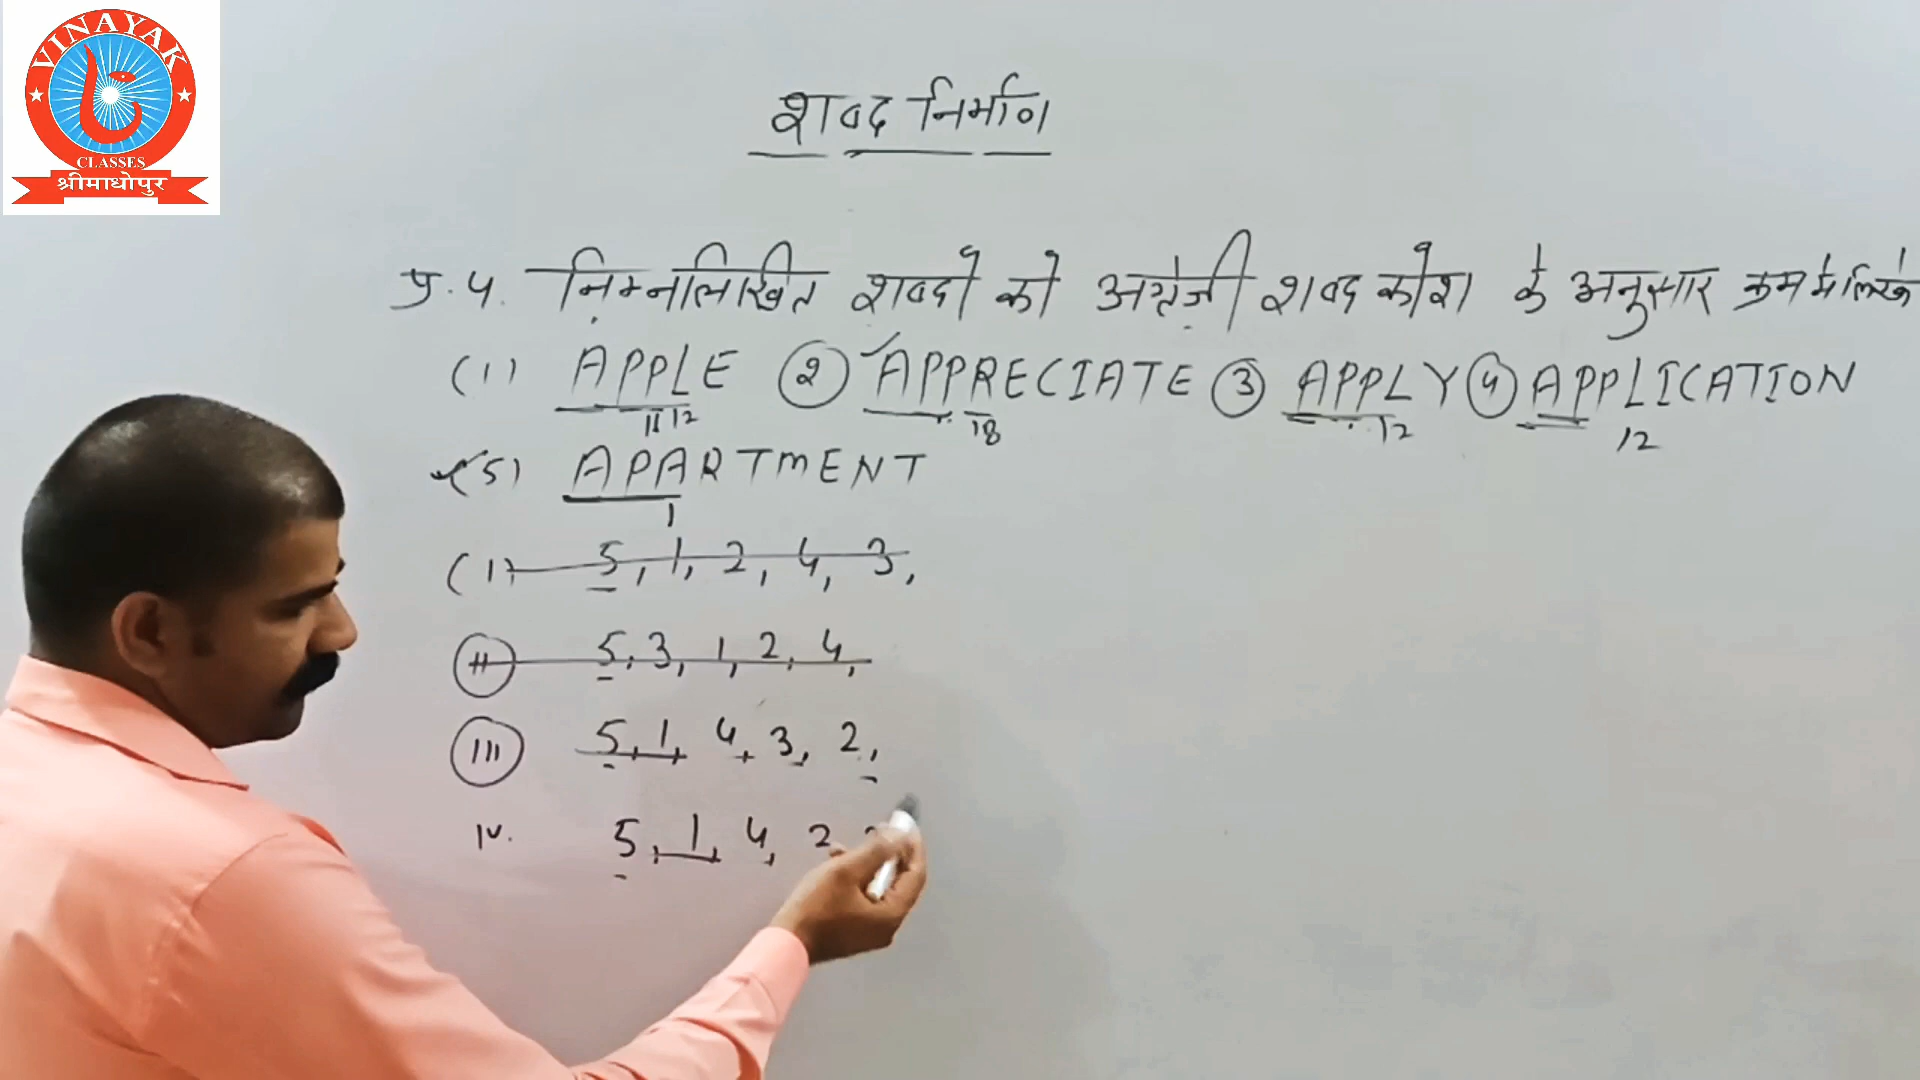 VINAYAK
CLASSES
श्रीमाधोपुर
शब्द निर्माण
प्र.५. निम्नलिखित शब्दो को अग्रेजी शब्द कोश के अनुसार क्रम मे लिखे
(1) APPLE ② APPRECIATE ③ APPLY ④ APPLICATION
11 12 18 12 12
(5) APARTMENT
1
(1) 5, 1, 2, 4, 3,
(II) 5, 3, 1, 2, 4,
(III) 5, 1, 4, 3, 2,
IV. 5, 1, 4, 2,